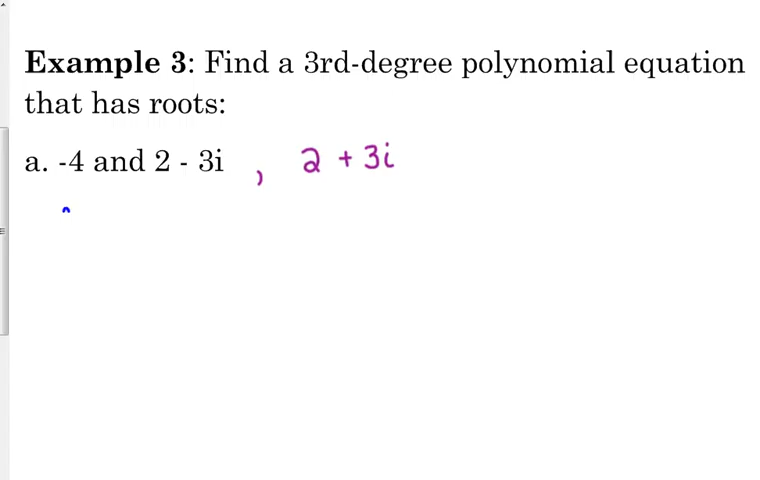 Example 3: Find a 3rd-degree polynomial equation
that has roots:
a. -4 and 2 - 3i , 2 + 3i